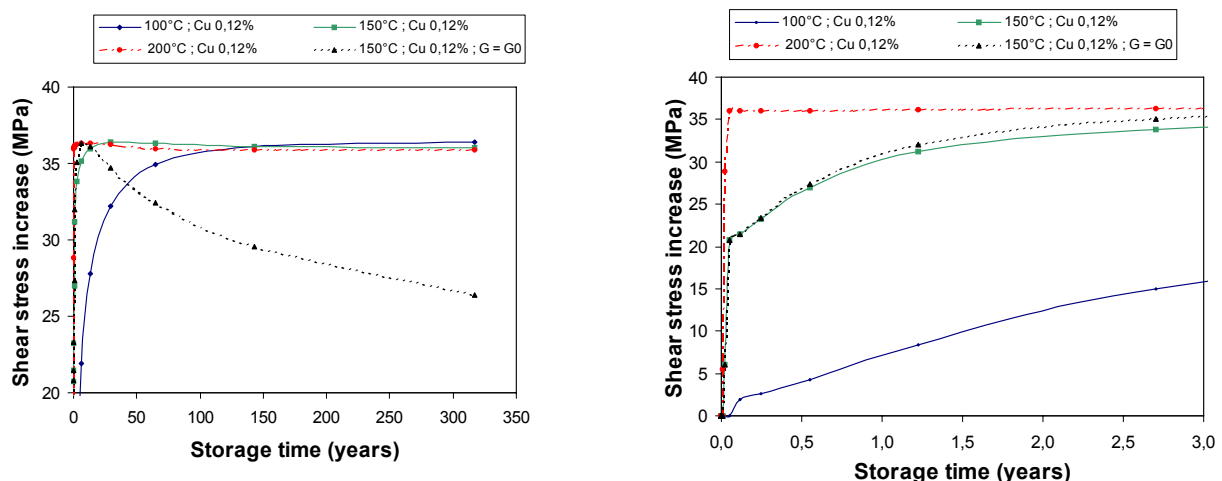 100°C ; Cu 0,12% 150°C ; Cu 0,12%
200°C ; Cu 0,12% 150°C ; Cu 0,12% ; G = G0
Shear stress increase (MPa)
40
35
30
25
20
0 50 100 150 200 250 300 350
Storage time (years)
100°C ; Cu 0,12% 150°C ; Cu 0,12%
200°C ; Cu 0,12% 150°C ; Cu 0,12% ; G = G0
Shear stress increase (MPa)
40
35
30
25
20
15
10
5
0
0,0 0,5 1,0 1,5 2,0 2,5 3,0
Storage time (years)